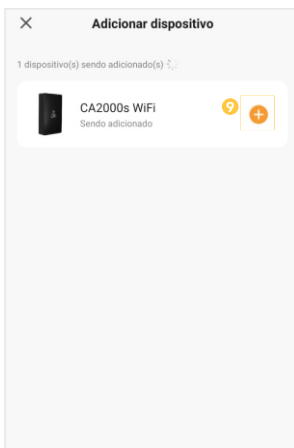 Adicionar dispositivo
1 dispositivo(s) sendo adicionado(s)
CA2000s WiFi
9
Sendo adicionado